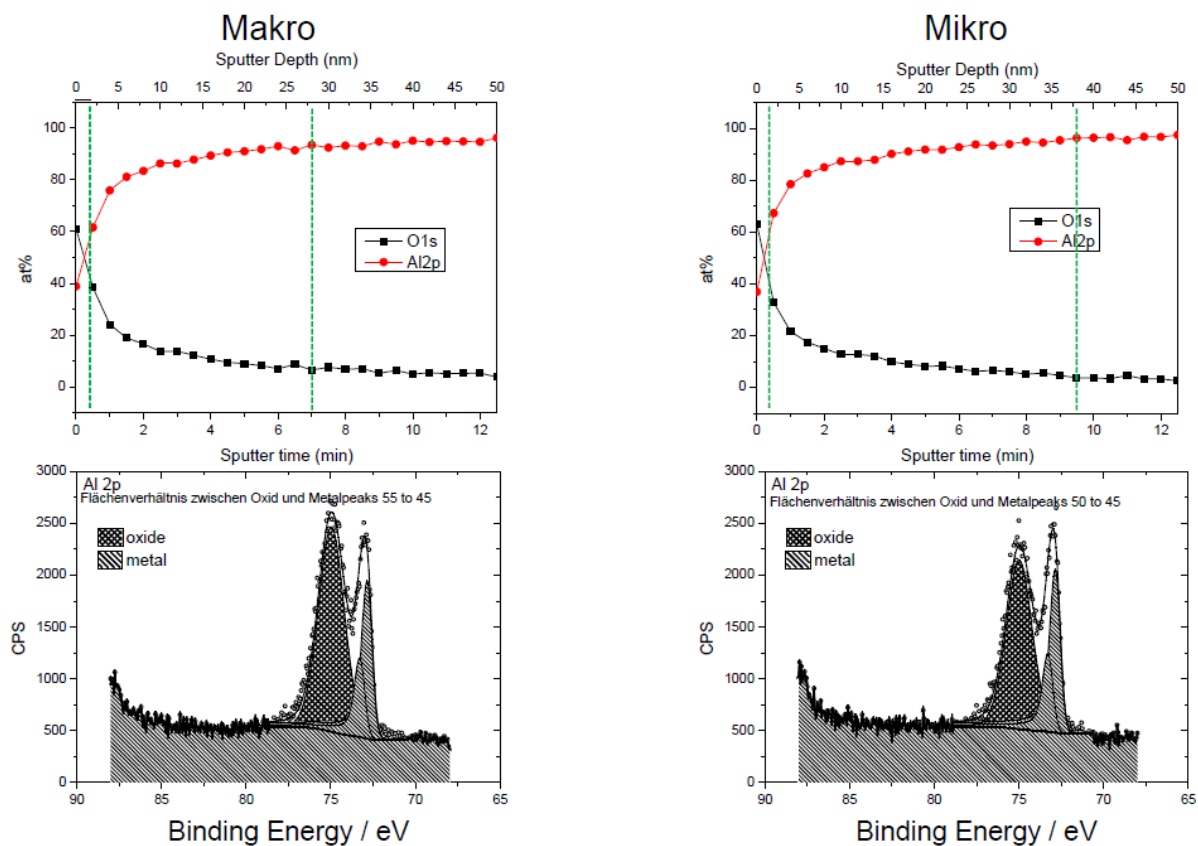 Makro
Sputter Depth (nm)
0 5 10 15 20 25 30 35 40 45 50
100
80
60
40
20
0
at%
O1s
Al2p
0 2 4 6 8 10 12
Sputter time (min)
Mikro
Sputter Depth (nm)
0 5 10 15 20 25 30 35 40 45 50
100
80
60
40
20
0
at%
O1s
Al2p
0 2 4 6 8 10 12
Sputter time (min)
3000
2500
2000
1500
1000
500
0
CPS
Al 2p
Flächenverhältnis zwischen Oxid und Metalpeaks 55 to 45
oxide
metal
90 85 80 75 70 65
Binding Energy / eV
3000
2500
2000
1500
1000
500
0
CPS
Al 2p
Flächenverhältnis zwischen Oxid und Metalpeaks 50 to 45
oxide
metal
90 85 80 75 70 65
Binding Energy / eV